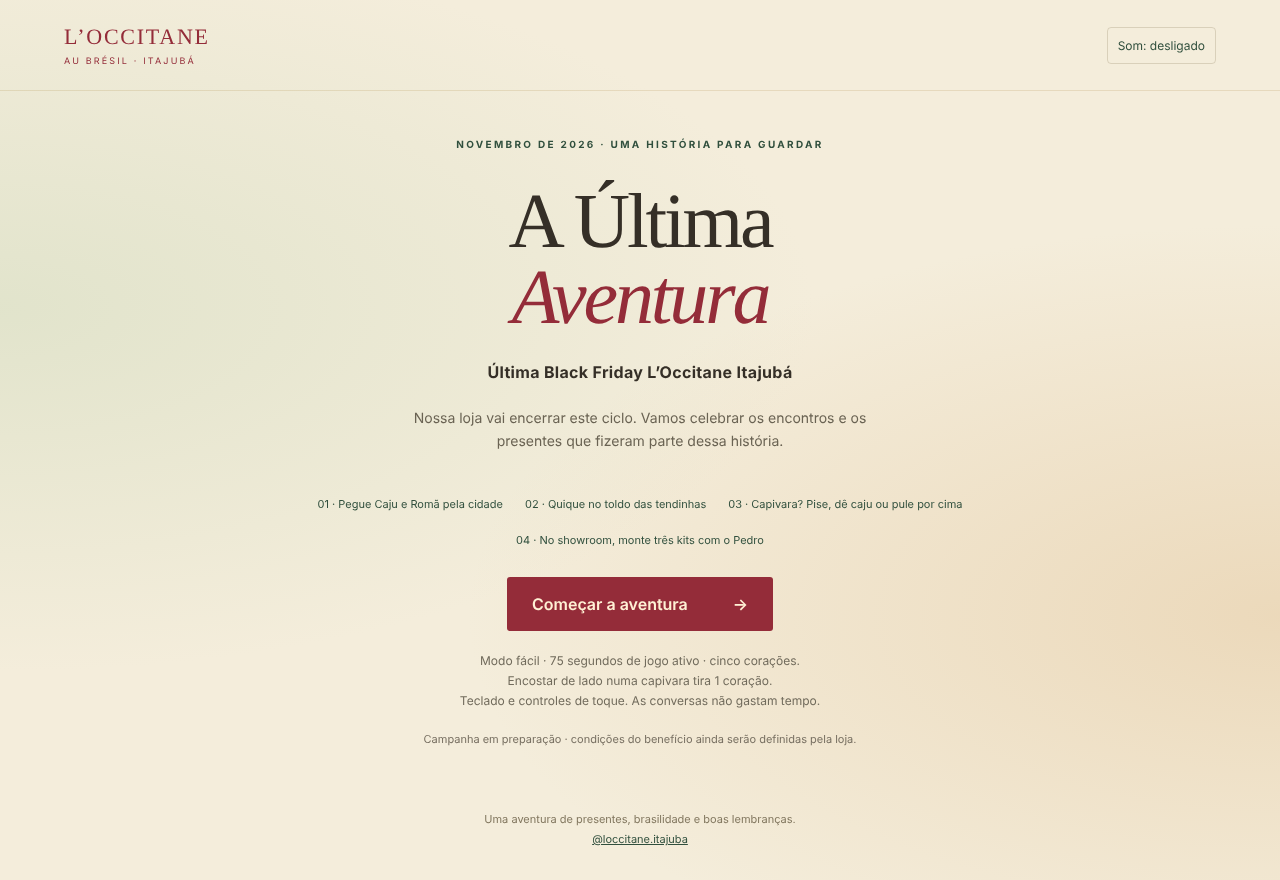 L’OCCITANE
AU BRÉSIL · ITAJUBÁ
Som: desligado
NOVEMBRO DE 2026 · UMA HISTÓRIA PARA GUARDAR
A Última
Aventura
Última Black Friday L’Occitane Itajubá
Nossa loja vai encerrar este ciclo. Vamos celebrar os encontros e os
presentes que fizeram parte dessa história.
01 · Pegue Caju e Romã pela cidade
02 · Quique no toldo das tendinhas
03 · Capivara? Pise, dê caju ou pule por cima
04 · No showroom, monte três kits com o Pedro
Começar a aventura →
Modo fácil · 75 segundos de jogo ativo · cinco corações.
Encostar de lado numa capivara tira 1 coração.
Teclado e controles de toque. As conversas não gastam tempo.
Campanha em preparação · condições do benefício ainda serão definidas pela loja.
Uma aventura de presentes, brasilidade e boas lembranças.
@loccitane.itajuba